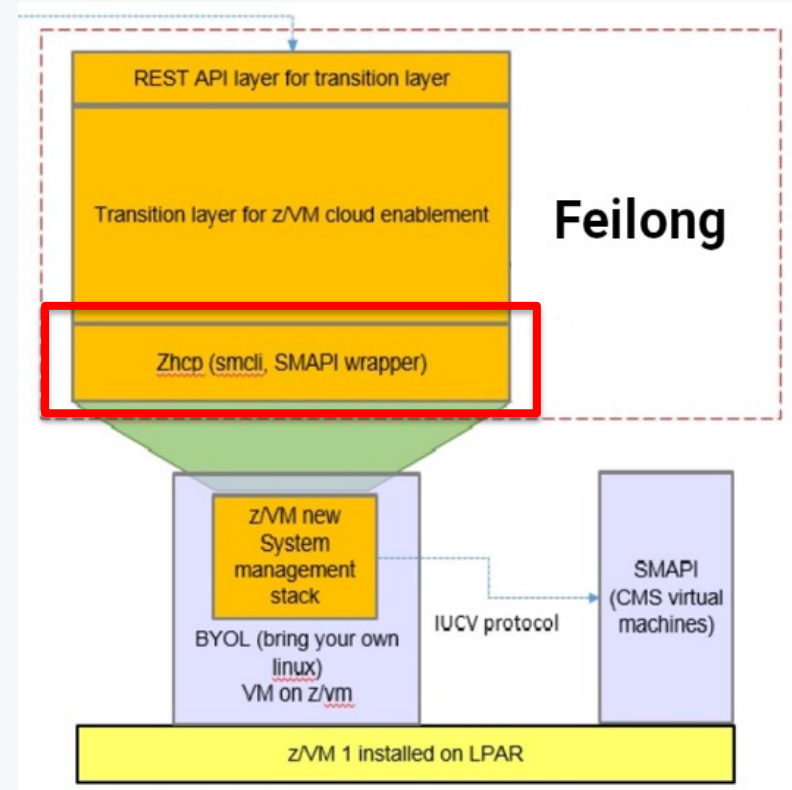 REST API layer for transition layer
Transition layer for z/VM cloud enablement
Feilong
Zhcp (smcli, SMAPI wrapper)
z/VM new
System
management
stack
BYOL (bring your own
linux)
VM on z/vm
IUCV protocol
SMAPI
(CMS virtual
machines)
z/VM 1 installed on LPAR